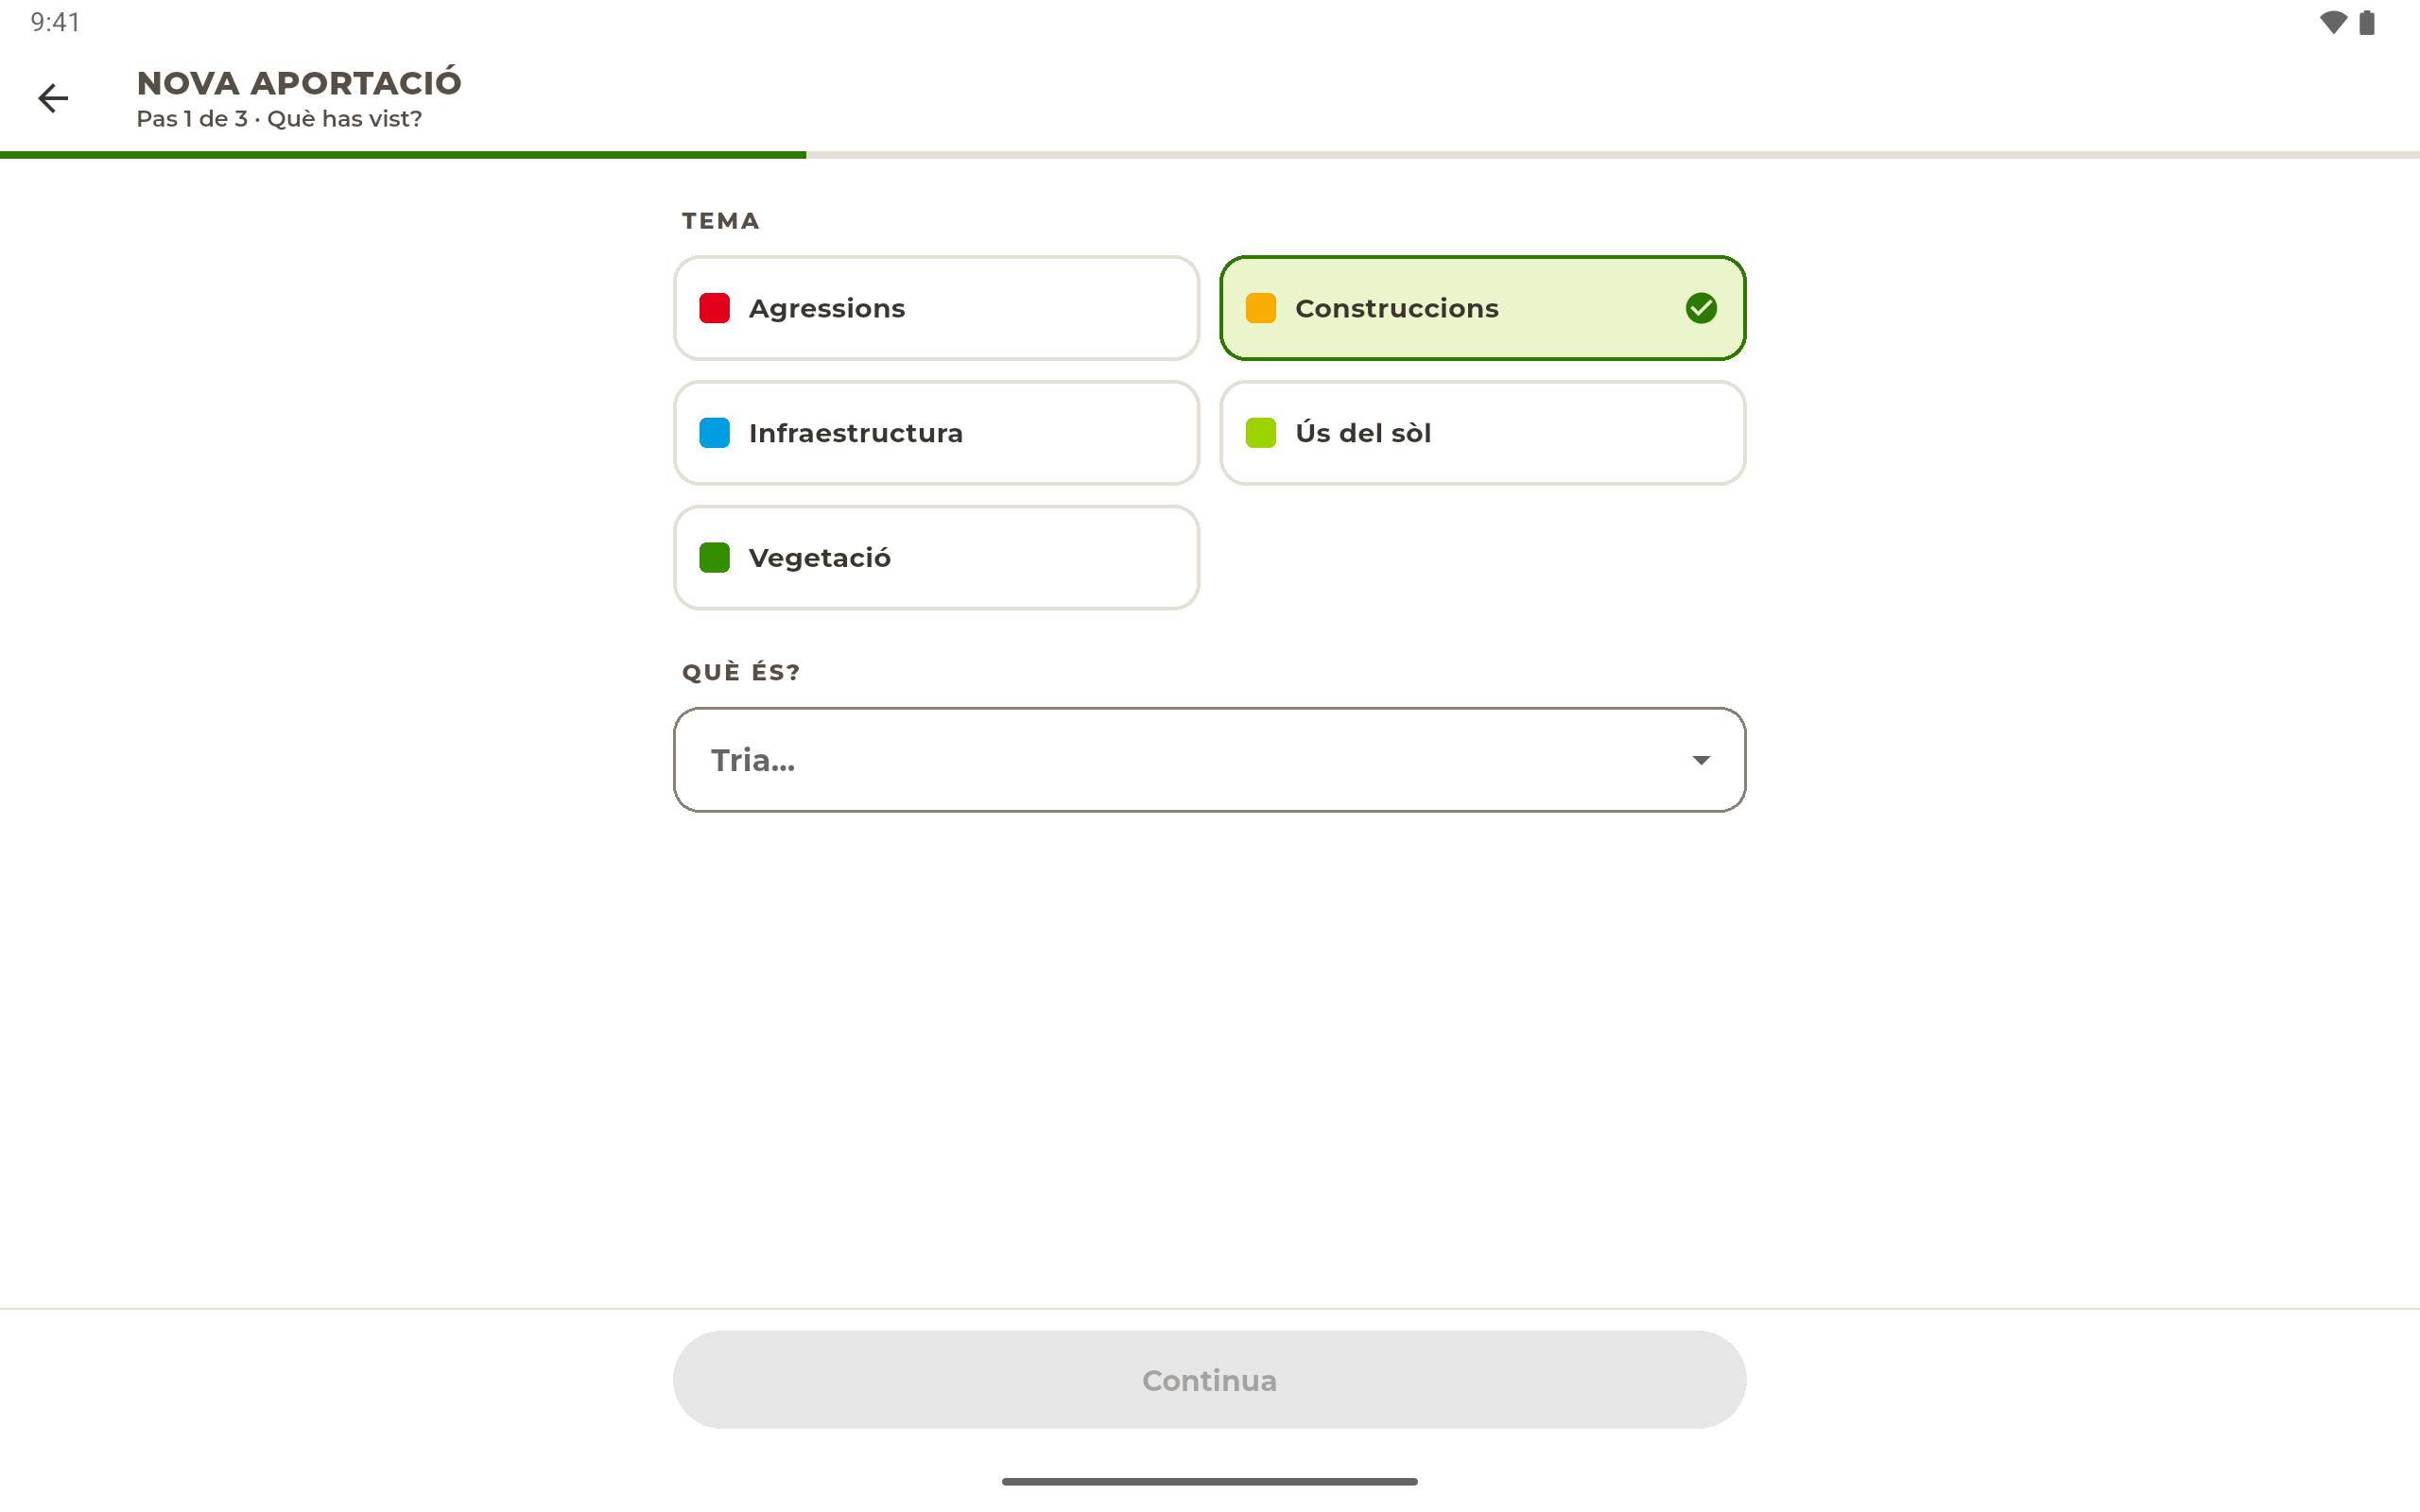 9:41
NOVA APORTACIÓ
Pas 1 de 3 · Què has vist?
TEMA
Agressions
Construccions
Infraestructura
Ús del sòl
Vegetació
QUÈ ÉS?
Tria...
Continua